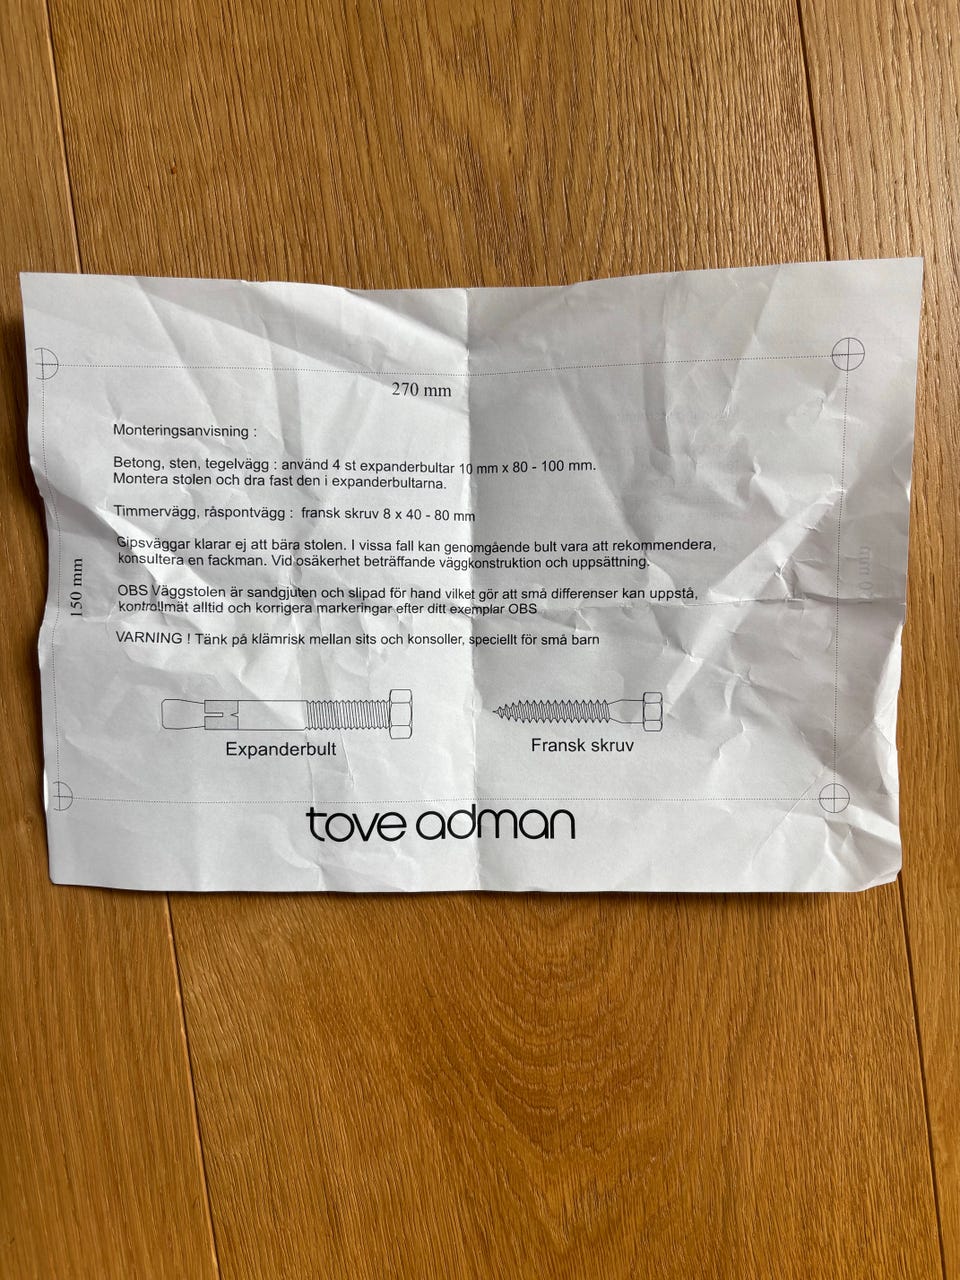 270 mm
Monteringsanvisning :
Betong, sten, tegelvägg : använd 4 st expanderbultar 10 mm x 80 - 100 mm.
Montera stolen och dra fast den i expanderbultarna.
Timmervägg, råspontvägg : fransk skruv 8 x 40 - 80 mm
Gipsväggar klarar ej att bära stolen. I vissa fall kan genomgående bult vara att rekommendera,
konsultera en fackman. Vid osäkerhet beträffande väggkonstruktion och uppsättning.
150 mm
OBS Väggstolen är sandgjuten och slipad för hand vilket gör att små differenser kan uppstå,
kontrollmät alltid och korrigera markeringar efter ditt exemplar OBS
VARNING ! Tänk på klämrisk mellan sits och konsoller, speciellt för små barn
Expanderbult
Fransk skruv
tove adman